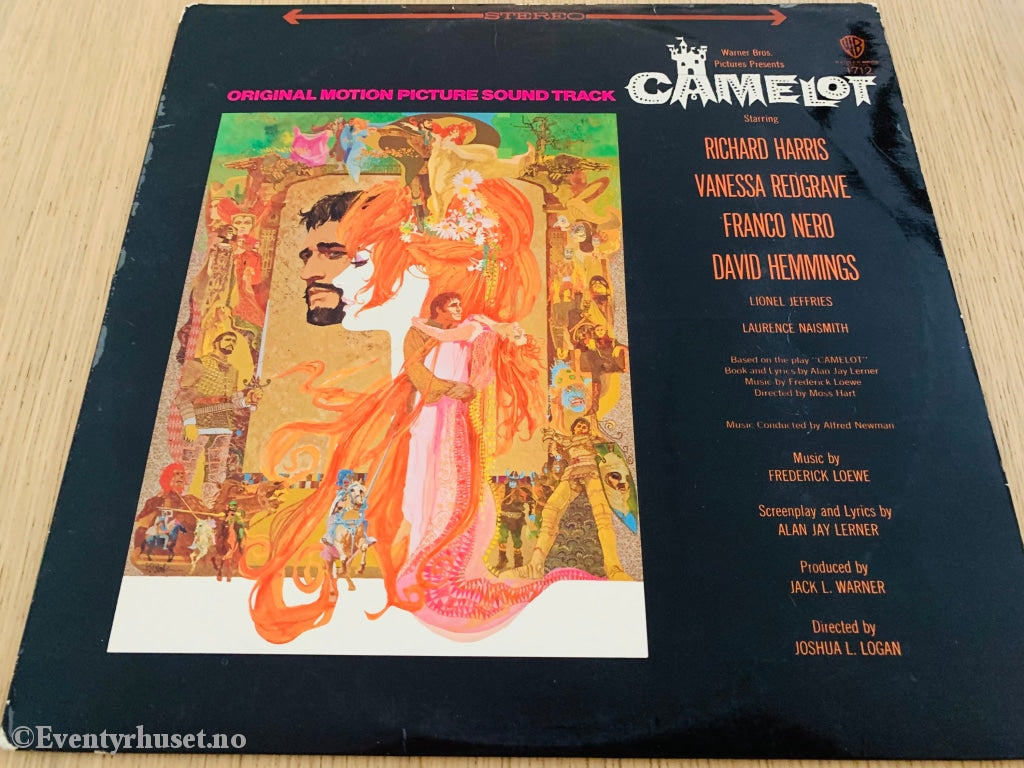 STEREO
Warner Bros.
Pictures Presents
CAMELOT
WB
1712
ORIGINAL MOTION PICTURE SOUND TRACK
Starring
RICHARD HARRIS
VANESSA REDGRAVE
FRANCO NERO
DAVID HEMMINGS
LIONEL JEFFRIES
LAURENCE NAISMITH
Based on the play "CAMELOT"
Book and Lyrics by Alan Jay Lerner
Music by Frederick Loewe
Directed by Moss Hart
Music Conducted by Alfred Newman
Music by
FREDERICK LOEWE
Screenplay and Lyrics by
ALAN JAY LERNER
Produced by
JACK L. WARNER
Directed by
JOSHUA L. LOGAN
©Eventyrhuset.no